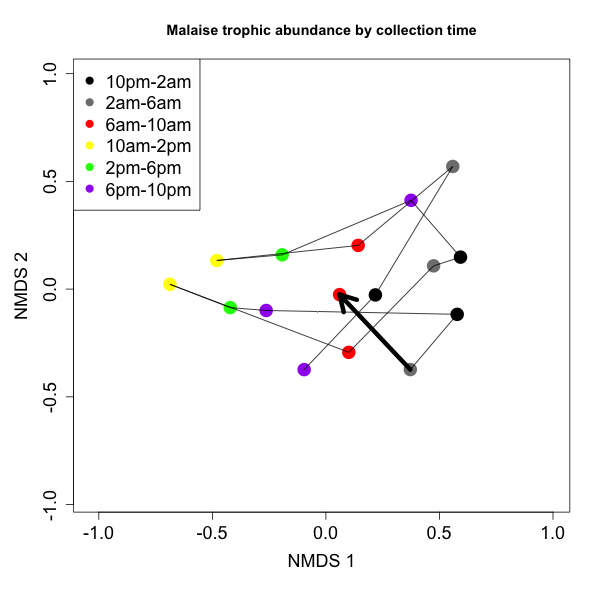 Malaise trophic abundance by collection time
10pm-2am
2am-6am
6am-10am
10am-2pm
2pm-6pm
6pm-10pm
1.0
0.5
0.0
-0.5
-1.0
NMDS 2
-1.0 -0.5 0.0 0.5 1.0
NMDS 1